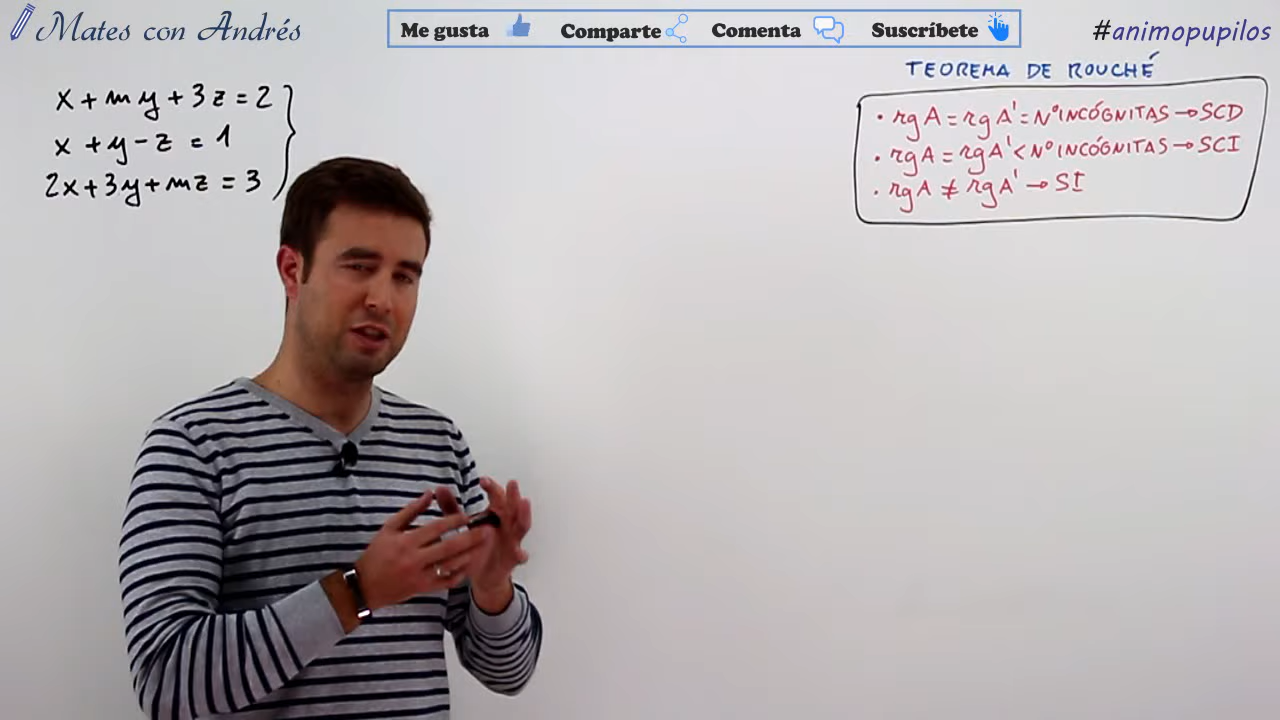 Mates con Andrés
Me gusta Comparte Comenta Suscríbete
#animopupilos
x + my + 3z = 2
x + y - z = 1
2x + 3y + mz = 3
TEOREMA DE ROUCHÉ
• rg A = rg A' = Nº INCÓGNITAS → SCD
• rg A = rg A' < Nº INCÓGNITAS → SCI
• rg A ≠ rg A' → SI